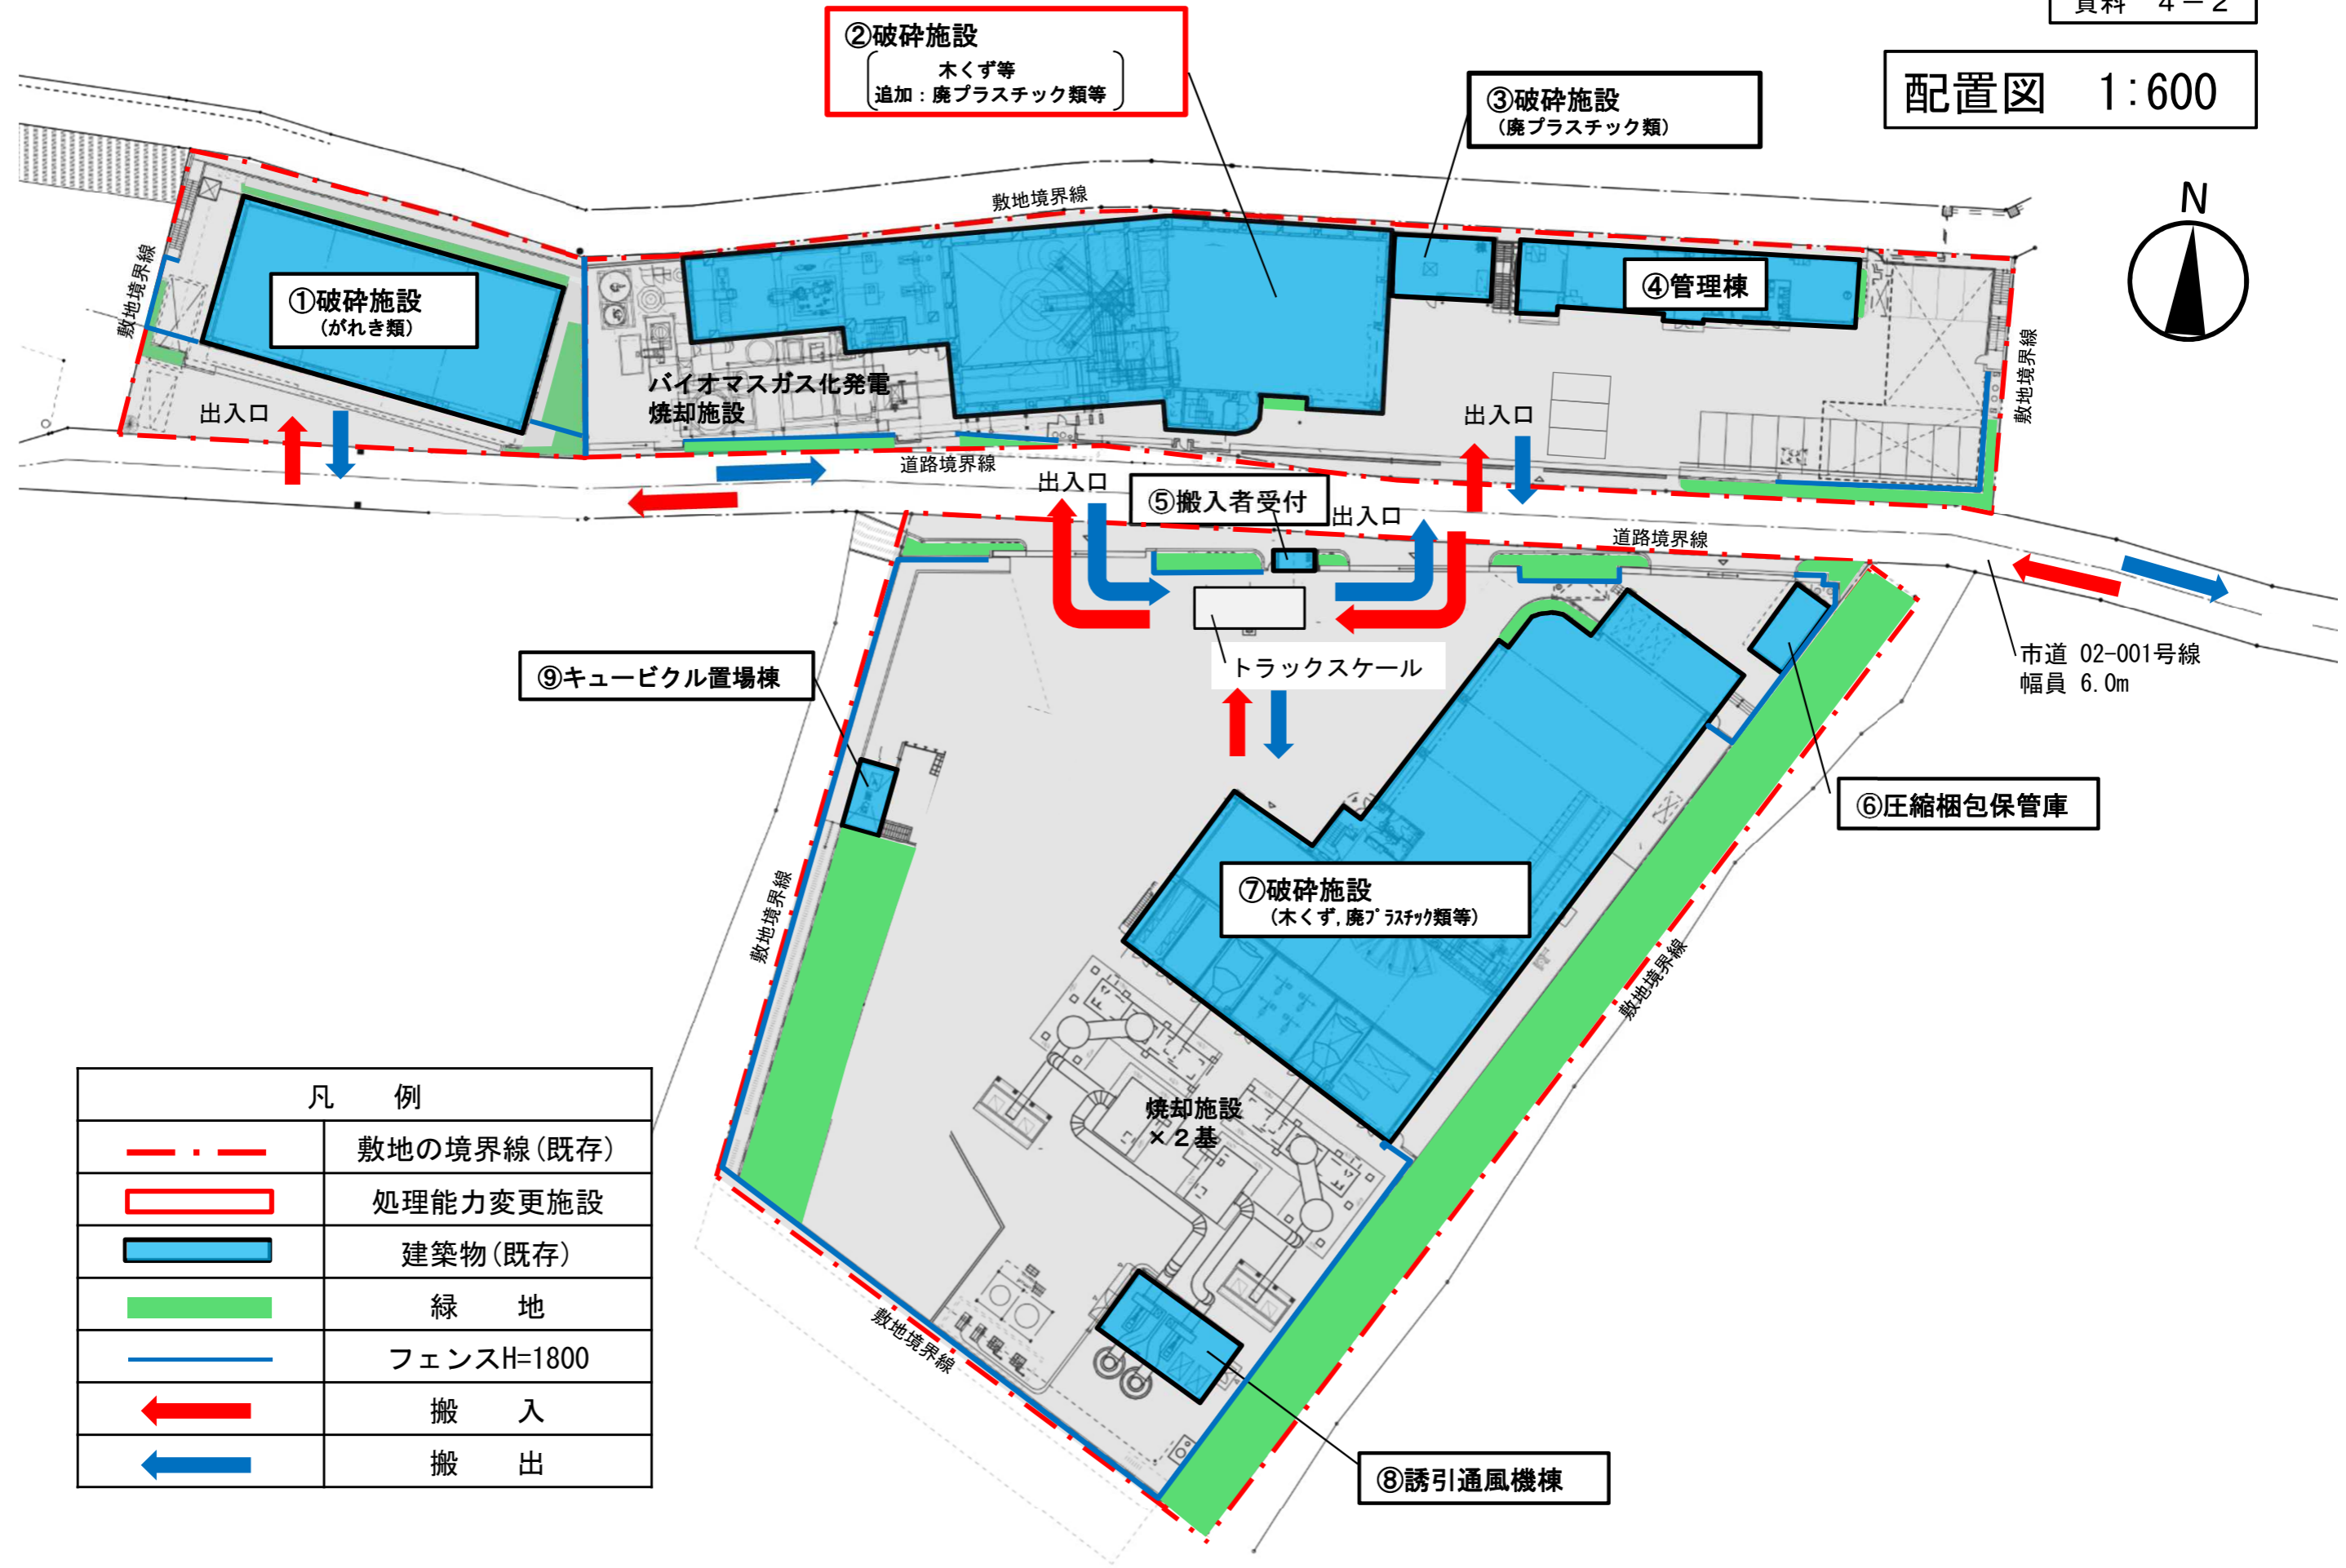 資料 4-2
配置図 1:600
②破砕施設
木くず等
追加：廃プラスチック類等
③破砕施設
(廃プラスチック類)
N
敷地境界線
敷地境界線
①破砕施設
(がれき類)
④管理棟
敷地境界線
バイオマスガス化発電
焼却施設
出入口
出入口
道路境界線
出入口
⑤搬入者受付
出入口
道路境界線
トラックスケール
市道 02-001号線
幅員 6.0m
⑨キュービクル置場棟
⑥圧縮梱包保管庫
⑦破砕施設
(木くず,廃プラスチック類等)
敷地境界線
敷地境界線
焼却施設
×2基
敷地境界線
⑧誘引通風機棟
凡 例
敷地の境界線(既存)
処理能力変更施設
建築物(既存)
緑 地
フェンスH=1800
搬 入
搬 出